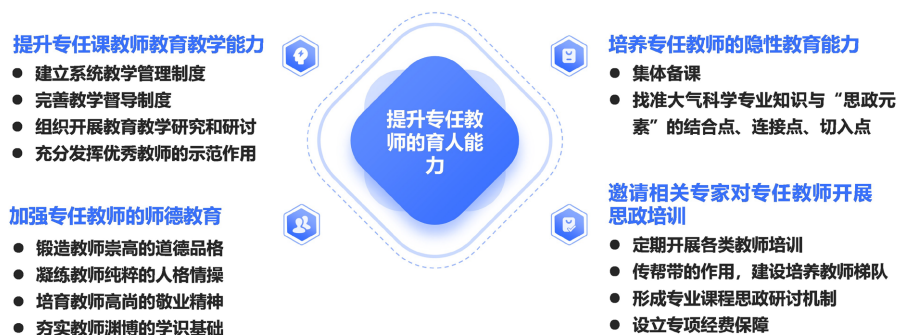 提升专任课教师教育教学能力
● 建立系统教学管理制度
● 完善教学督导制度
● 组织开展教育教学研究和研讨
● 充分发挥优秀教师的示范作用
加强专任教师的师德教育
● 锻造教师崇高的道德品格
● 凝练教师纯粹的人格情操
● 培育教师高尚的敬业精神
● 夯实教师渊博的学识基础
提升专任教
师的育人能
力
培养专任教师的隐性教育能力
● 集体备课
● 找准大气科学专业知识与“思政元
素”的结合点、连接点、切入点
邀请相关专家对专任教师开展
思政培训
● 定期开展各类教师培训
● 传帮带的作用，建设培养教师梯队
● 形成专业课程思政研讨机制
● 设立专项经费保障